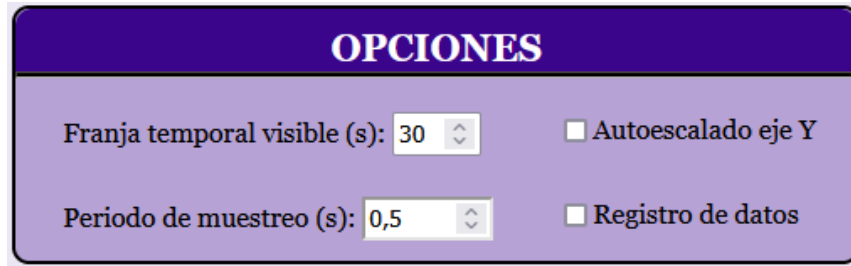 OPCIONES
Franja temporal visible (s): 30 Autoescalado eje Y
Periodo de muestreo (s): 0,5 Registro de datos